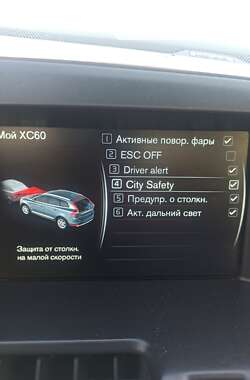 Мой XC60
1 Активные повор. фары
2 ESC OFF
3 Driver alert
4 City Safety
5 Предупр. о столкн.
6 Акт. дальний свет
Защита от столкн.
на малой скорости